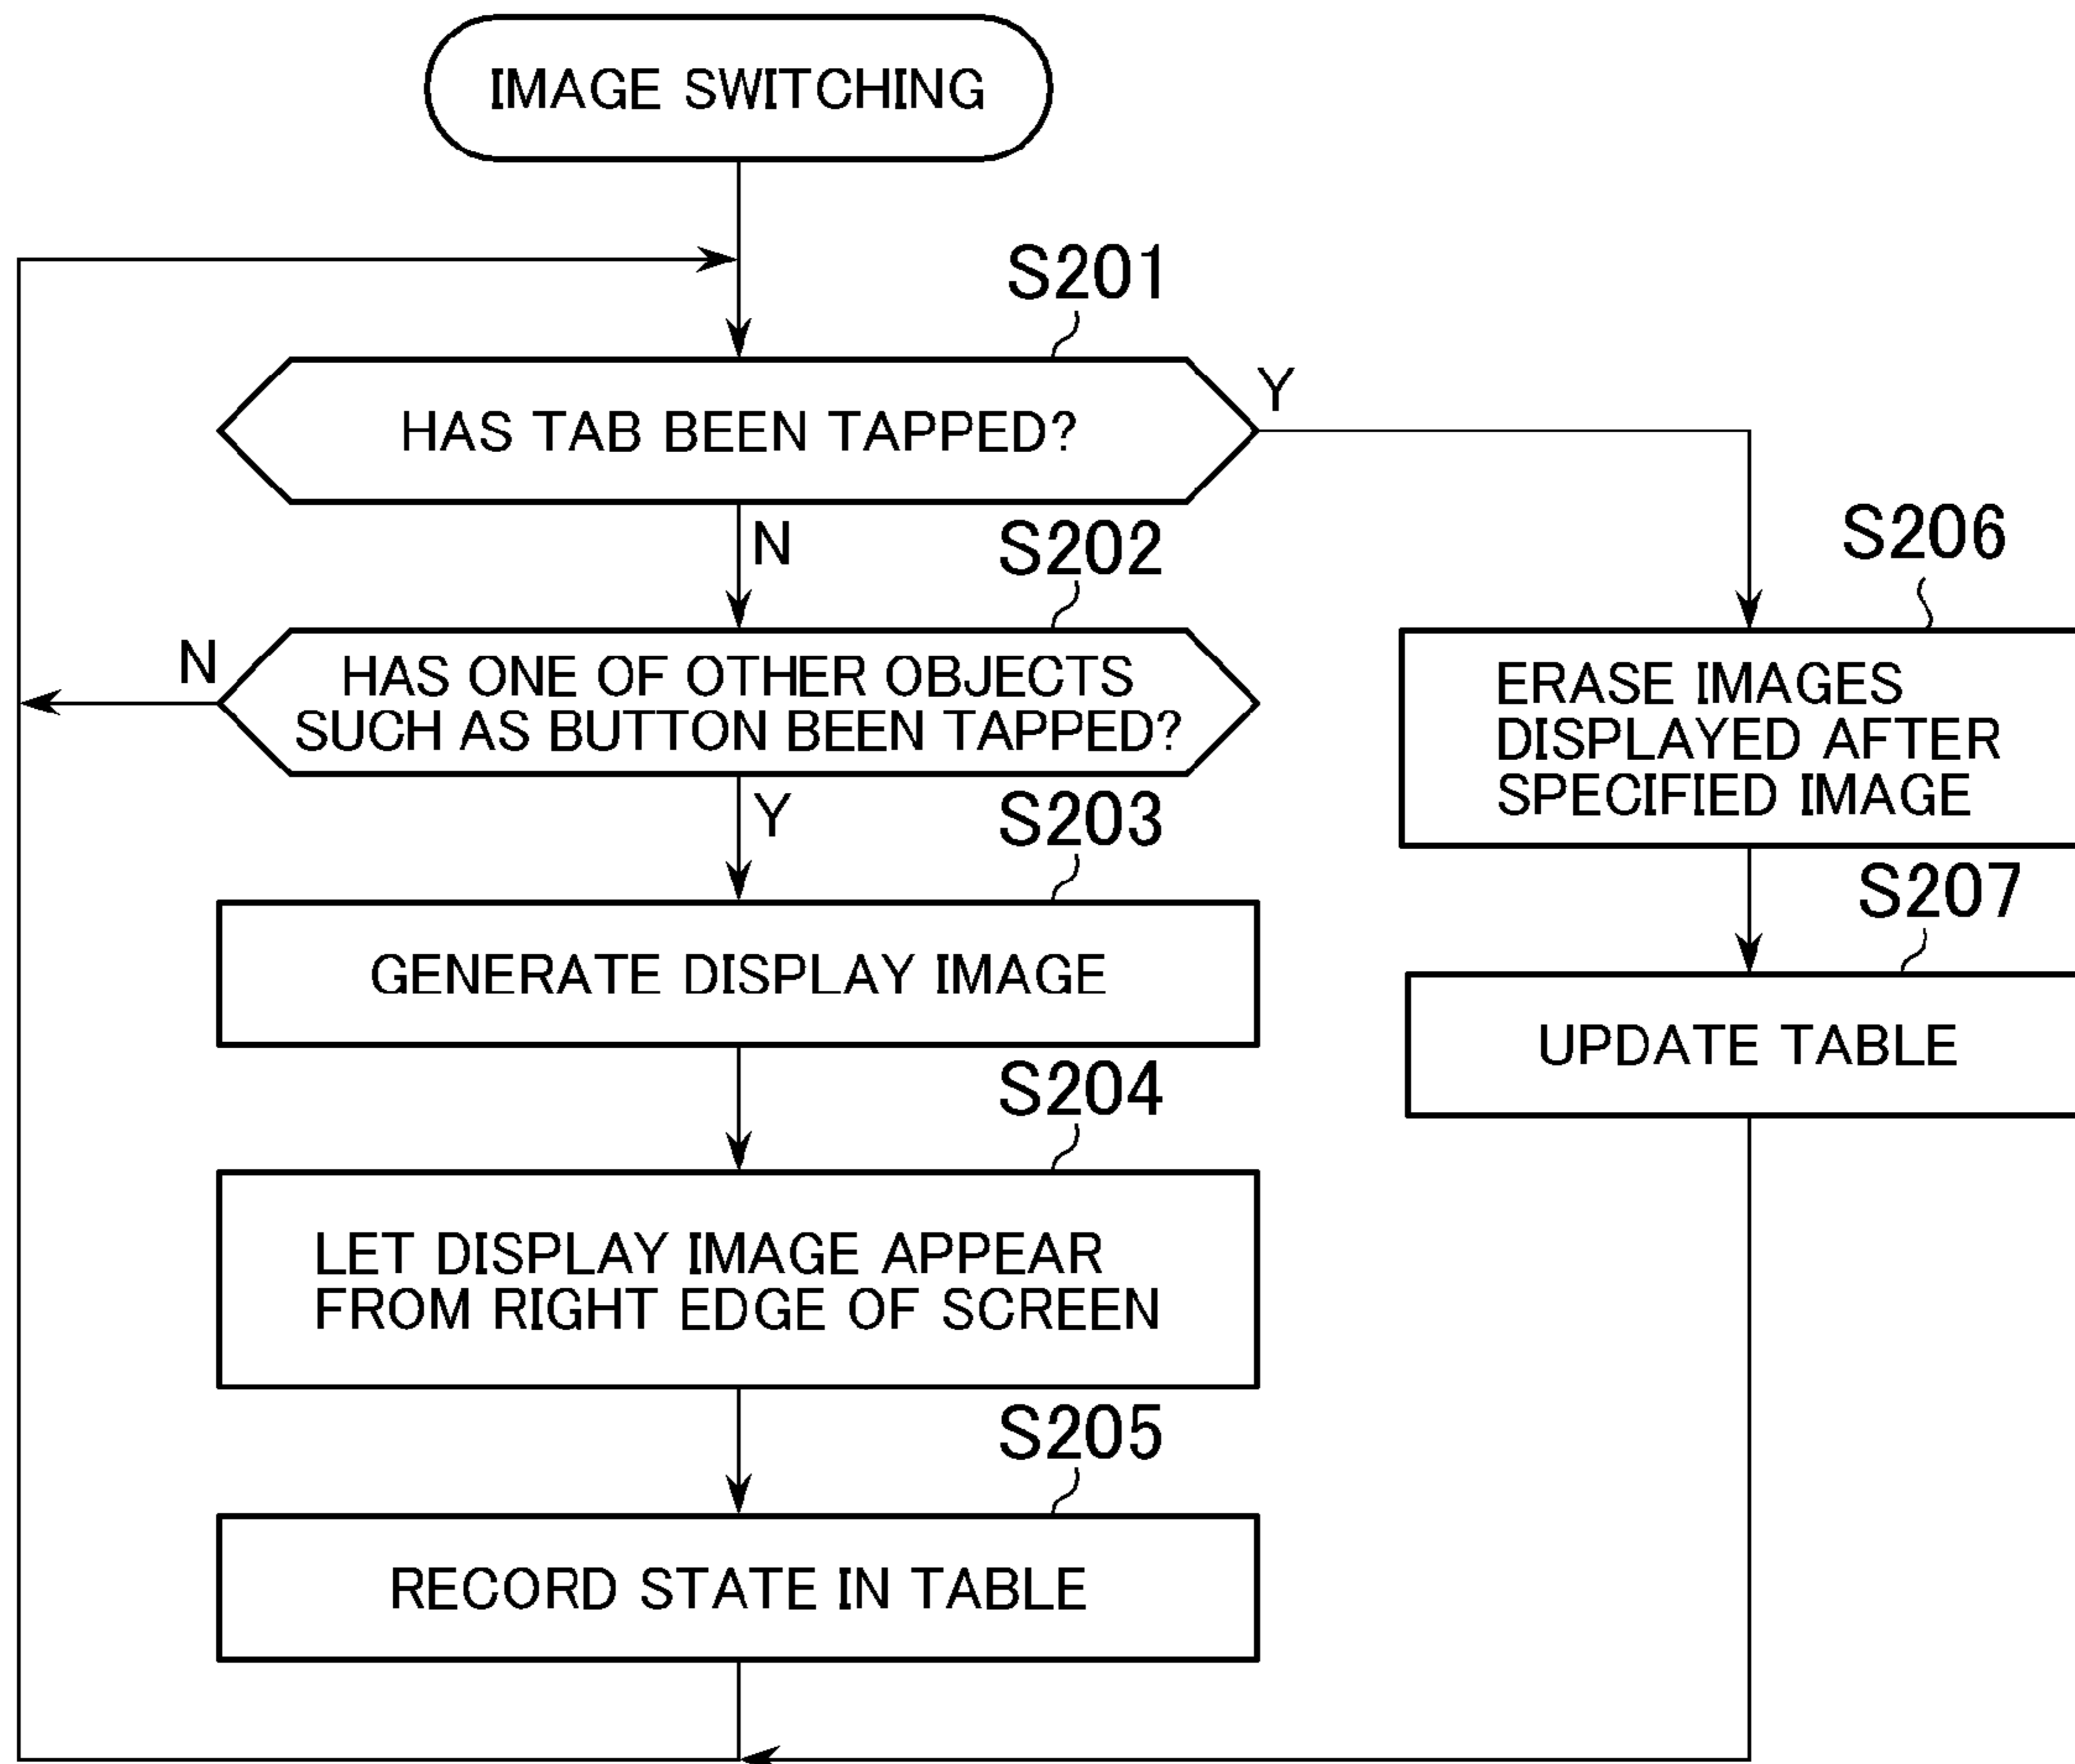 IMAGE SWITCHING
S201
HAS TAB BEEN TAPPED?
Y
N
S202
HAS ONE OF OTHER OBJECTS
SUCH AS BUTTON BEEN TAPPED?
N
Y
S203
GENERATE DISPLAY IMAGE
S204
LET DISPLAY IMAGE APPEAR
FROM RIGHT EDGE OF SCREEN
S205
RECORD STATE IN TABLE
S206
ERASE IMAGES
DISPLAYED AFTER
SPECIFIED IMAGE
S207
UPDATE TABLE